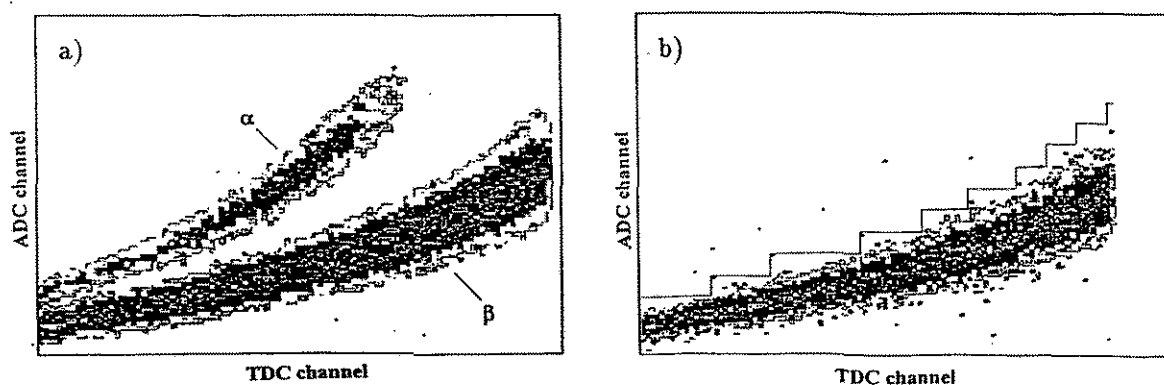 a)
α
β
ADC channel
TDC channel
b)
ADC channel
TDC channel